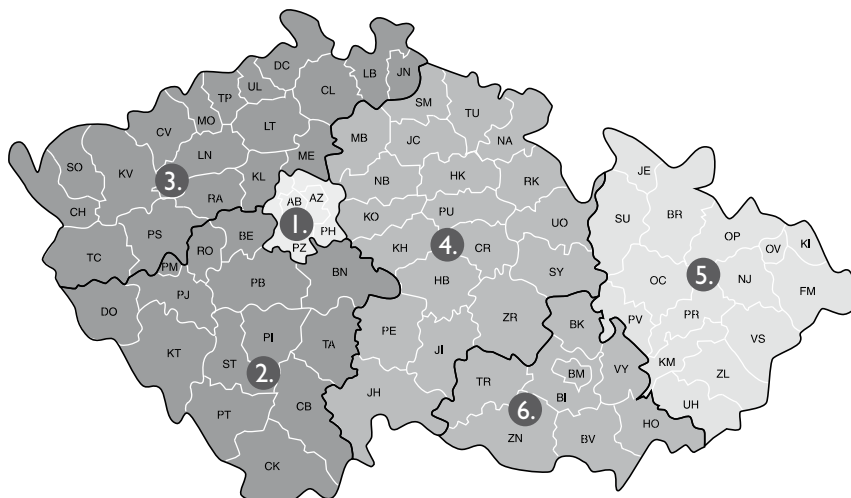 DC
LB
JN
UL
TP
CL
MO
CV
LT
SM
TU
MB
JC
NA
LN
ME
SO
KV
3.
KL
NB
HK
RK
JE
RA
AB
AZ
CH
KO
PU
SU
BR
1.
PH
UO
PS
BE
OP
KI
RO
PZ
KH
4.
CR
OV
TC
PM
BN
SY
5.
PB
HB
OC
NJ
FM
PJ
DO
ZR
PV
PR
PI
TA
PE
BK
VS
KT
JI
ST
2.
TR
BM
VY
KM
ZL
CB
BI
JH
6.
UH
PT
HO
ZN
BV
CK